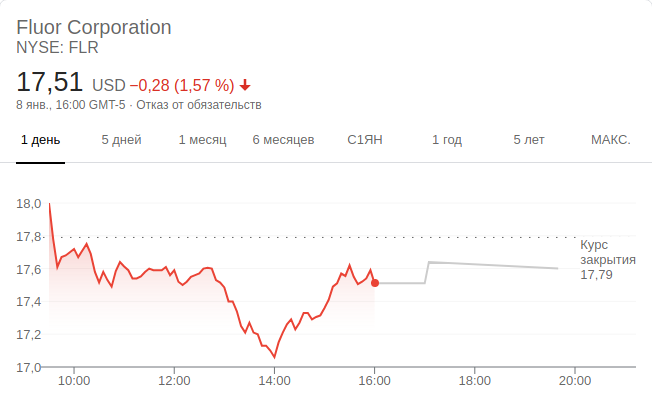 Fluor Corporation
NYSE: FLR
17,51 USD −0,28 (1,57 %)
8 янв., 16:00 GMT-5 · Отказ от обязательств
1 день 5 дней 1 месяц 6 месяцев С1ЯН 1 год 5 лет МАКС.
18,0
17,8
Курс
закрытия
17,79
17,6
17,4
17,2
17,0
10:00 12:00 14:00 16:00 18:00 20:00